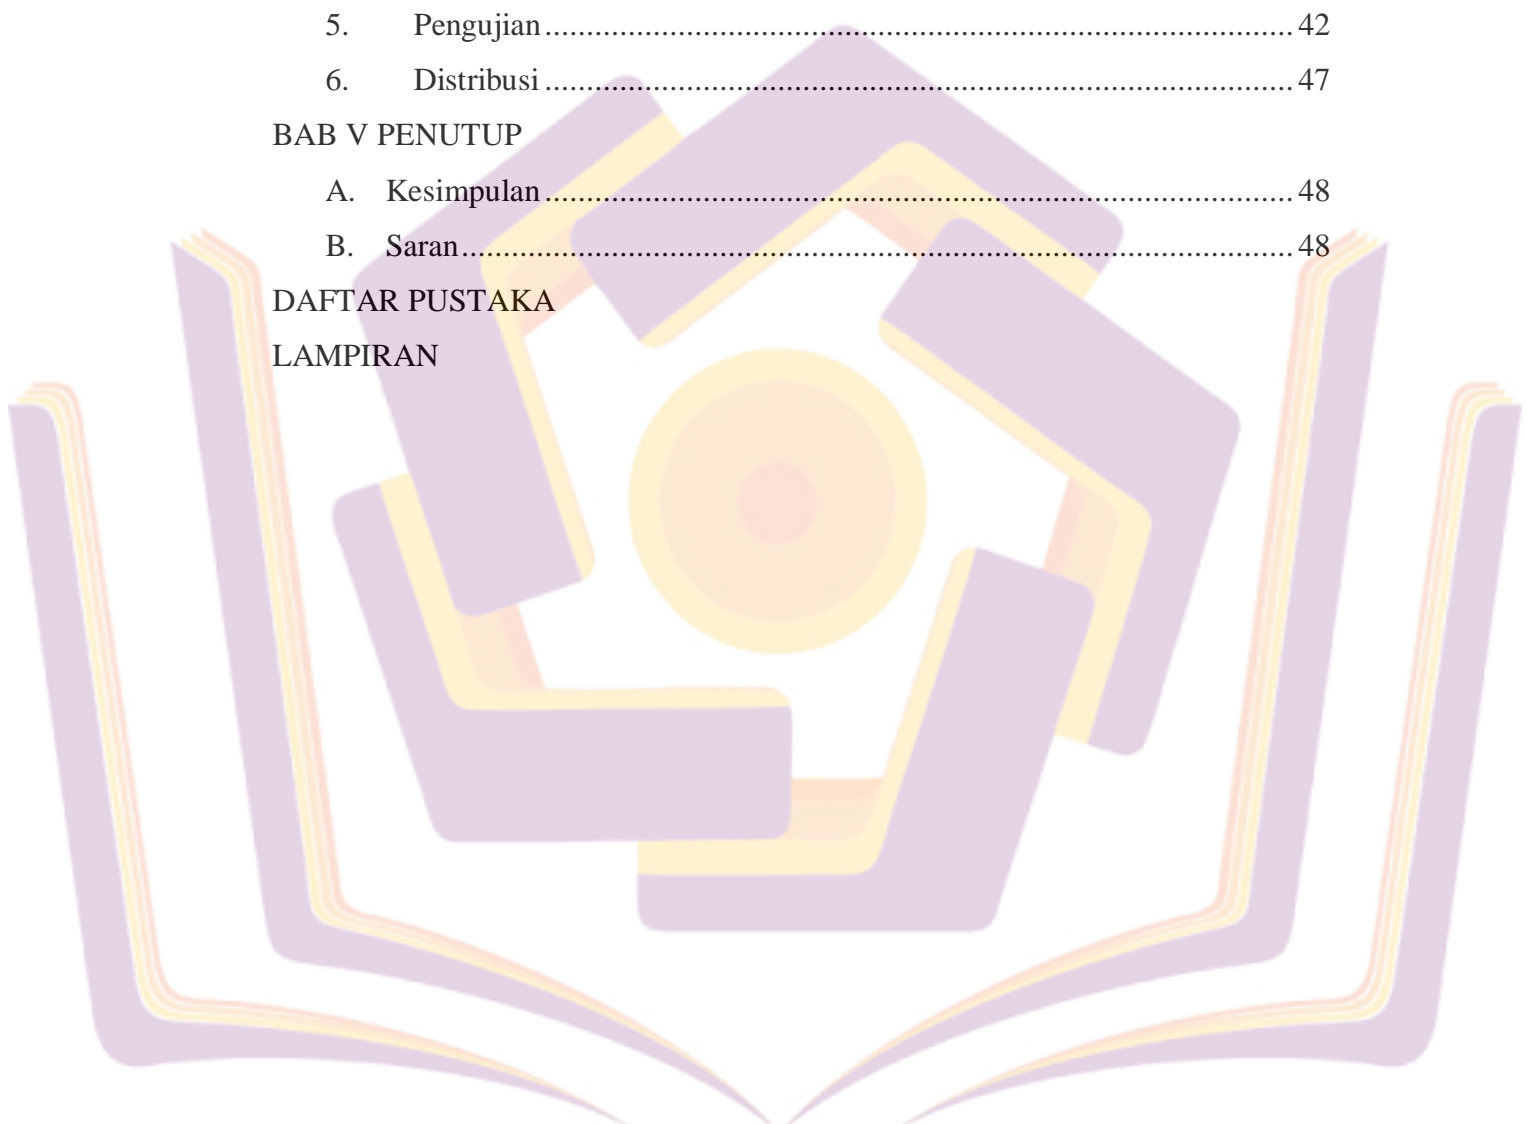 5. Pengujian ............................................................................................. 42
6. Distribusi ............................................................................................. 47
BAB V PENUTUP
A. Kesimpulan ............................................................................................. 48
B. Saran ............................................................................................. 48
DAFTAR PUSTAKA
LAMPIRAN